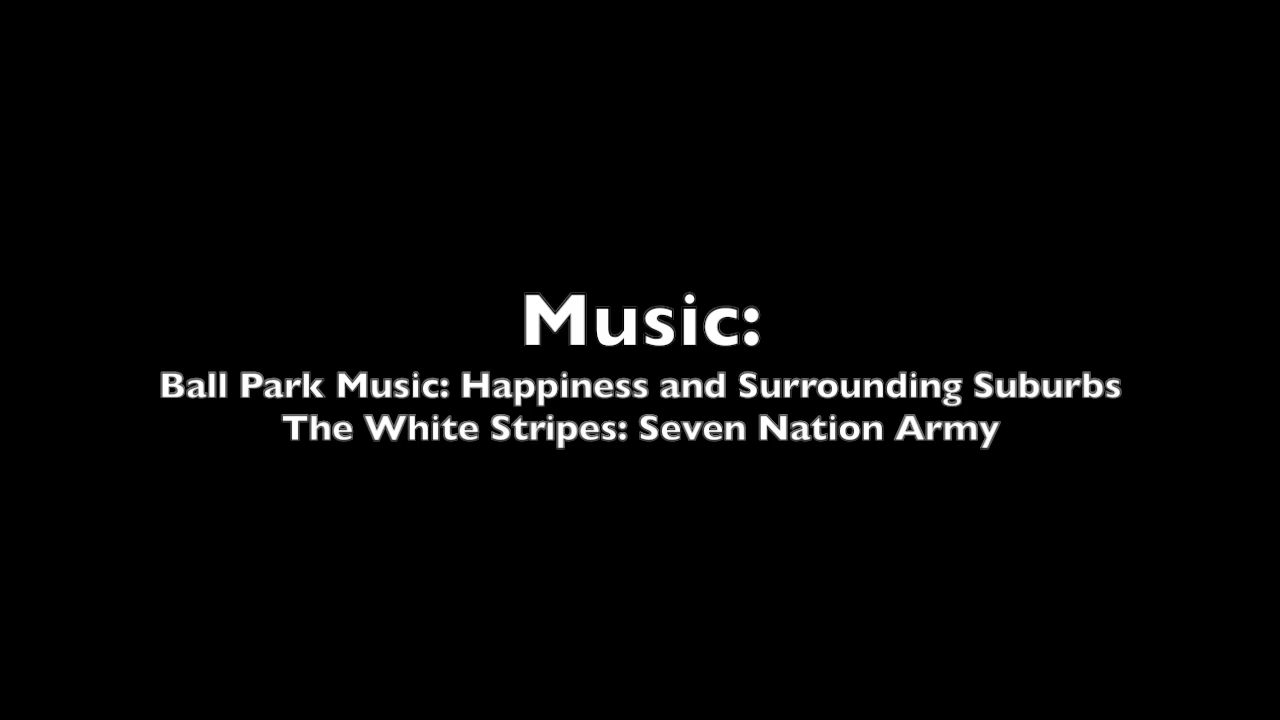 Music:
Ball Park Music: Happiness and Surrounding Suburbs
The White Stripes: Seven Nation Army